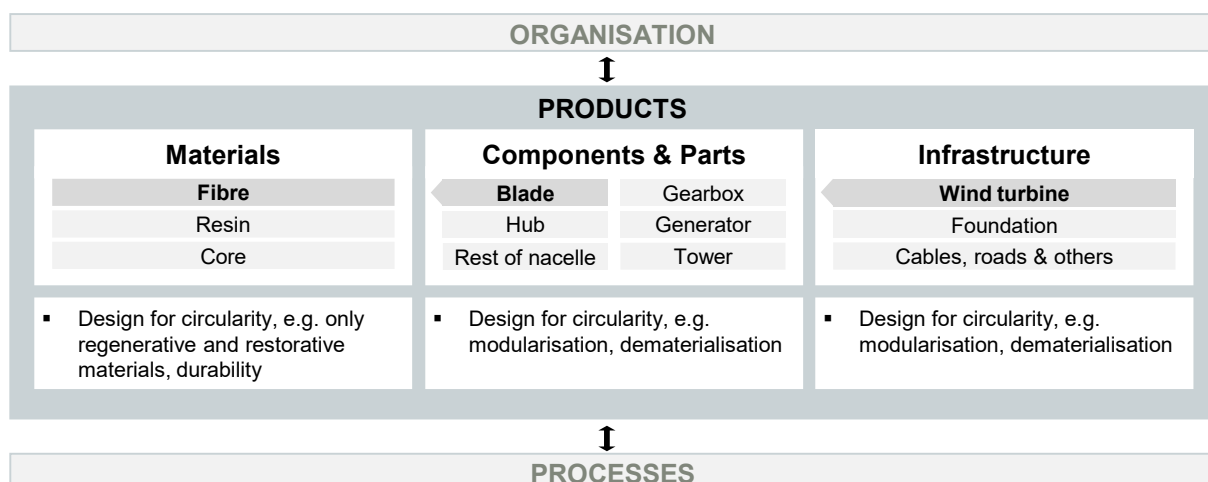 ORGANISATION
PRODUCTS
Materials
Fibre
Resin
Core
▪ Design for circularity, e.g. only
regenerative and restorative
materials, durability
Components & Parts
Blade
Gearbox
Hub
Generator
Rest of nacelle
Tower
▪ Design for circularity, e.g.
modularisation, dematerialisation
Infrastructure
Wind turbine
Foundation
Cables, roads & others
▪ Design for circularity, e.g.
modularisation, dematerialisation
PROCESSES